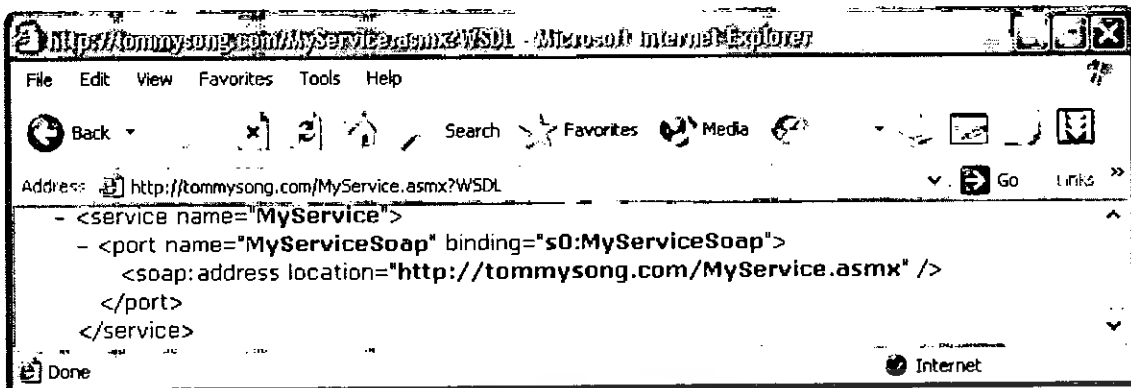 http://tommysong.com/MyService.asmx?WSDL - Microsoft Internet Explorer
File Edit View Favorites Tools Help
Back Search Favorites Media
Address http://tommysong.com/MyService.asmx?WSDL Go Links »
- <service name="MyService">
- <port name="MyServiceSoap" binding="s0:MyServiceSoap">
<soap:address location="http://tommysong.com/MyService.asmx" />
</port>
</service>
Done Internet